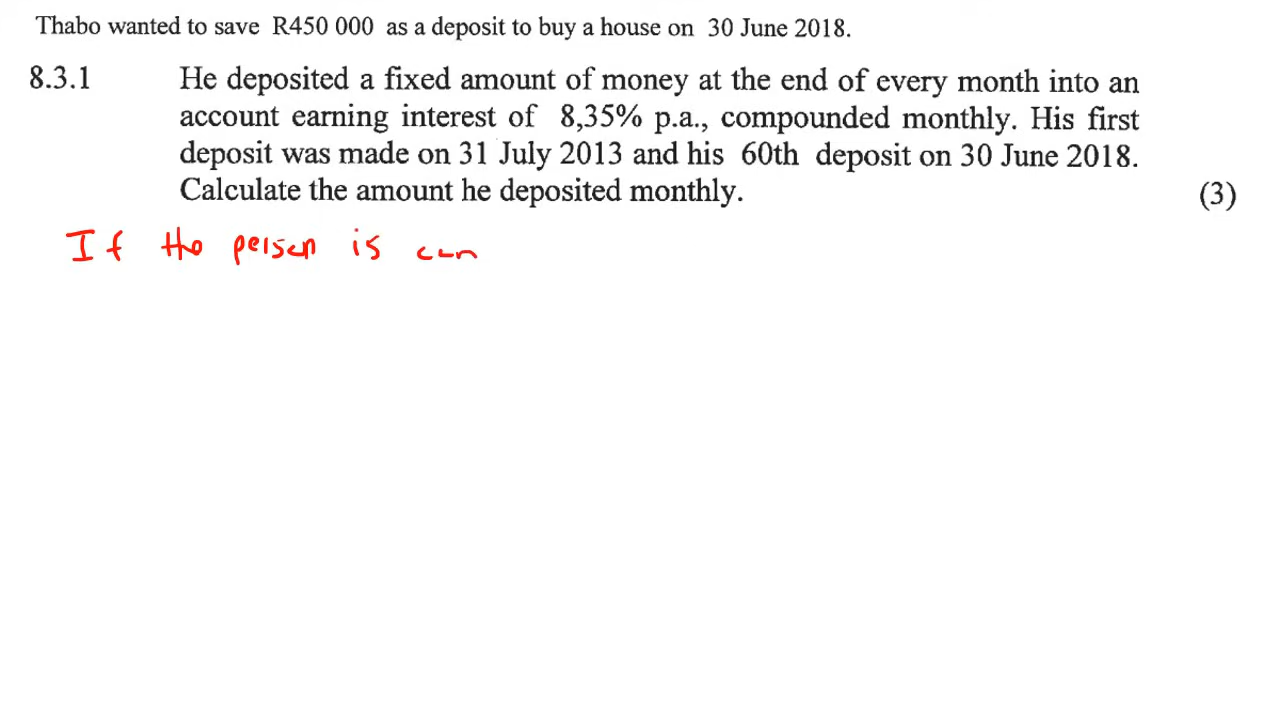 Thabo wanted to save R450 000 as a deposit to buy a house on 30 June 2018.
8.3.1 He deposited a fixed amount of money at the end of every month into an
account earning interest of 8,35% p.a., compounded monthly. His first
deposit was made on 31 July 2013 and his 60th deposit on 30 June 2018.
Calculate the amount he deposited monthly. (3)
If the person is con